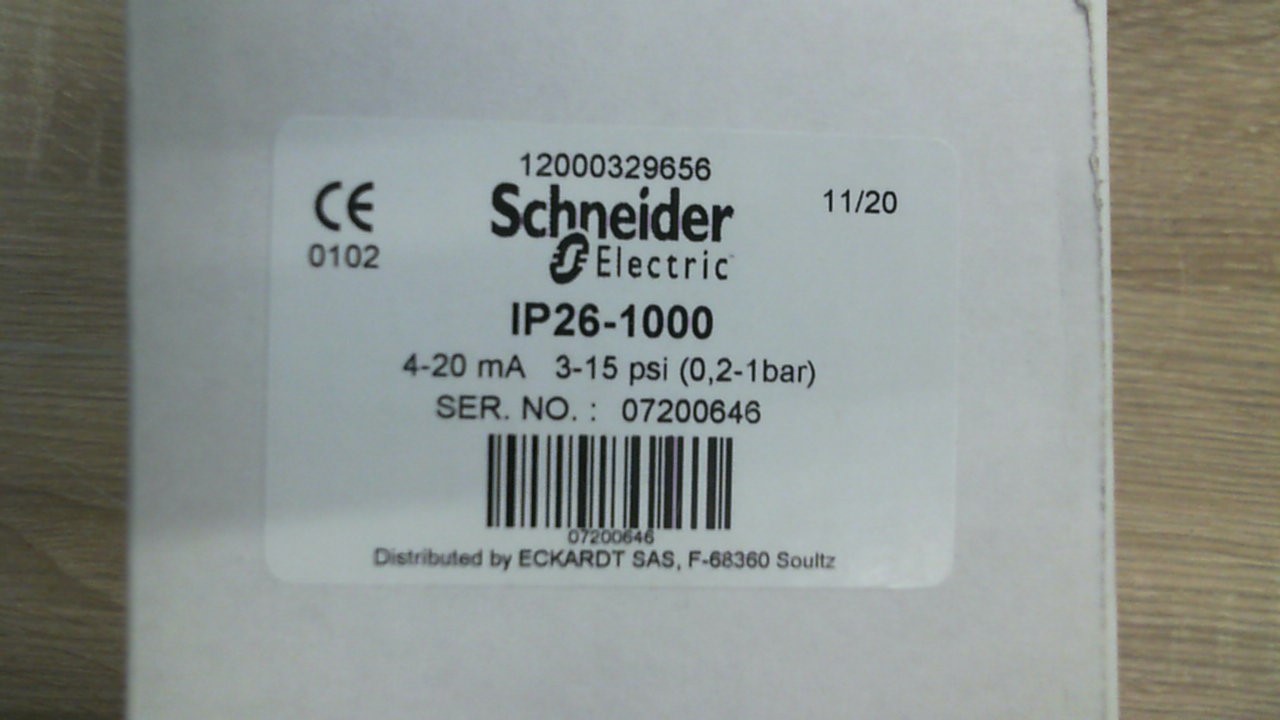 12000329656
CE
0102
Schneider
Electric
11/20
IP26-1000
4-20 mA 3-15 psi (0,2-1bar)
SER. NO. : 07200646
07200646
Distributed by ECKARDT SAS, F-68360 Soultz